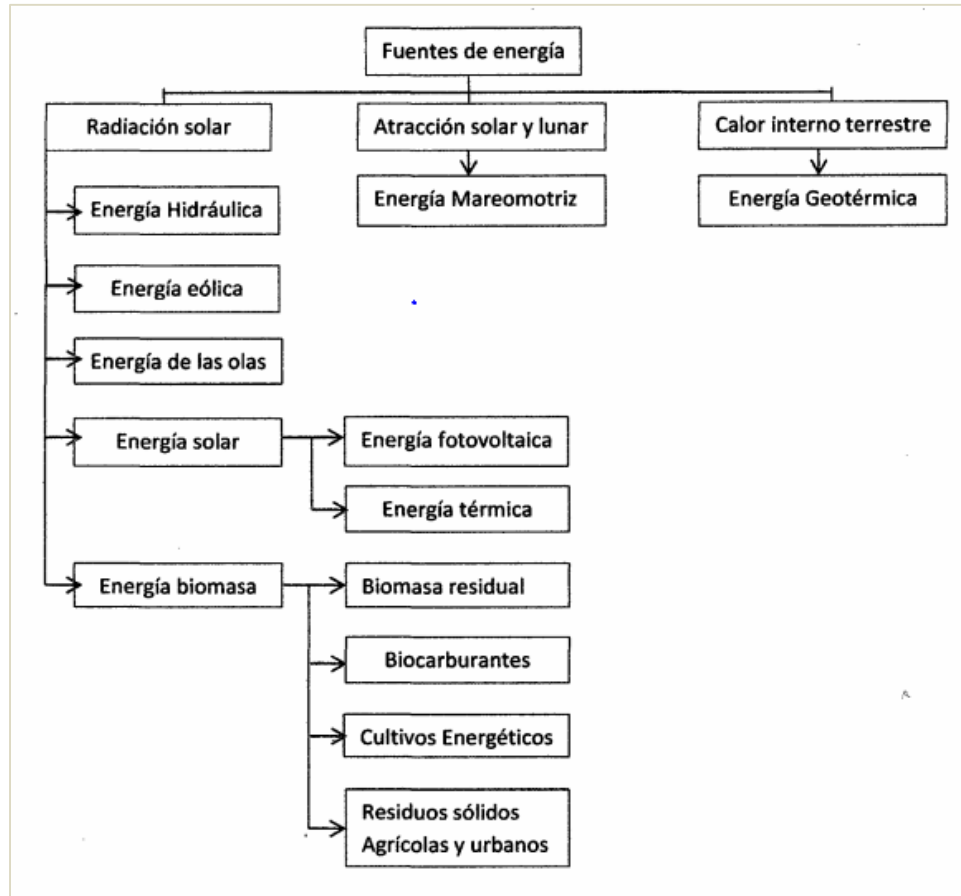 Fuentes de energía
Radiación solar
Atracción solar y lunar
Calor interno terrestre
Energía Mareomotriz
Energía Geotérmica
Energía Hidráulica
Energía eólica
Energía de las olas
Energía solar
Energía fotovoltaica
Energía térmica
Energía biomasa
Biomasa residual
Biocarburantes
Cultivos Energéticos
Residuos sólidos
Agrícolas y urbanos